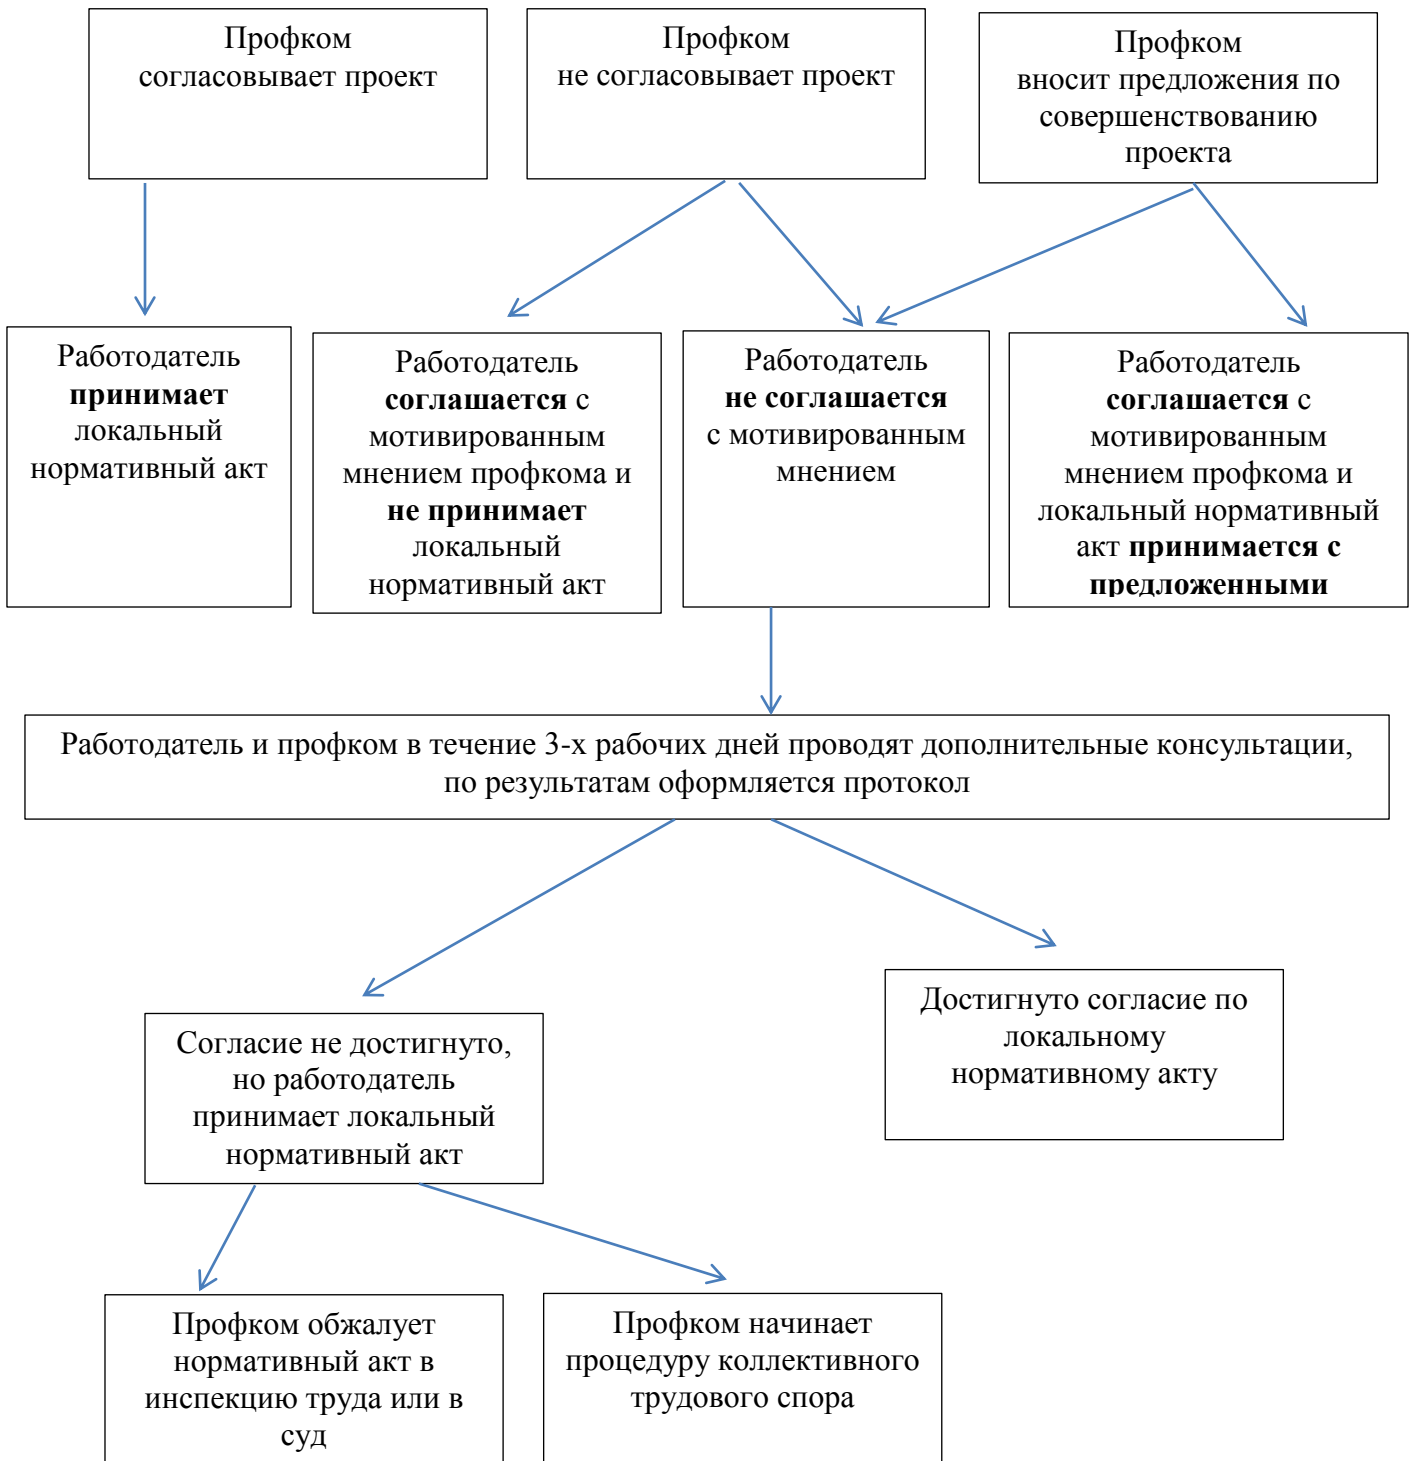 Профком
согласовывает проект
Профком
не согласовывает проект
Профком
вносит предложения по
совершенствованию
проекта
Работодатель
принимает
локальный
нормативный акт
Работодатель
соглашается с
мотивированным
мнением профкома и
не принимает
локальный
нормативный акт
Работодатель
не соглашается
с мотивированным
мнением
Работодатель
соглашается с
мотивированным
мнением профкома и
локальный нормативный
акт принимается с
предложенными
Работодатель и профком в течение 3-х рабочих дней проводят дополнительные консультации,
по результатам оформляется протокол
Согласие не достигнуто,
но работодатель
принимает локальный
нормативный акт
Достигнуто согласие по
локальному
нормативному акту
Профком обжалует
нормативный акт в
инспекцию труда или в
суд
Профком начинает
процедуру коллективного
трудового спора